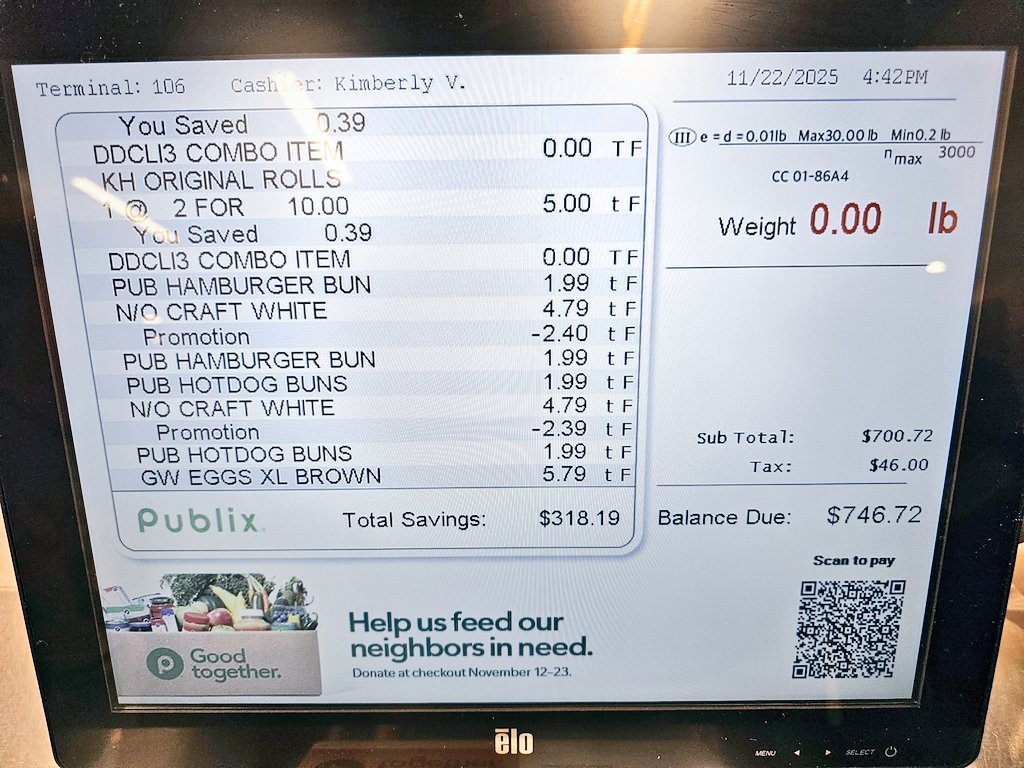 Terminal: 106 Cashier: Kimberly V. 11/22/2025 4:42PM
You Saved 0.39
DDCLI3 COMBO ITEM 0.00 T F
KH ORIGINAL ROLLS
1 @ 2 FOR 10.00 5.00 t F
You Saved 0.39
DDCLI3 COMBO ITEM 0.00 T F
PUB HAMBURGER BUN 1.99 t F
N/O CRAFT WHITE 4.79 t F
Promotion -2.40 t F
PUB HAMBURGER BUN 1.99 t F
PUB HOTDOG BUNS 1.99 t F
N/O CRAFT WHITE 4.79 t F
Promotion -2.39 t F
PUB HOTDOG BUNS 1.99 t F
GW EGGS XL BROWN 5.79 t F
Publix. Total Savings: $318.19
III e = d = 0.01lb Max30.00 lb Min0.2 lb
n max 3000
CC 01-86A4
Weight 0.00 lb
Sub Total: $700.72
Tax: $46.00
Balance Due: $746.72
Scan to pay
P Good
together.
Help us feed our
neighbors in need.
Donate at checkout November 12–23.
elo
MENU SELECT